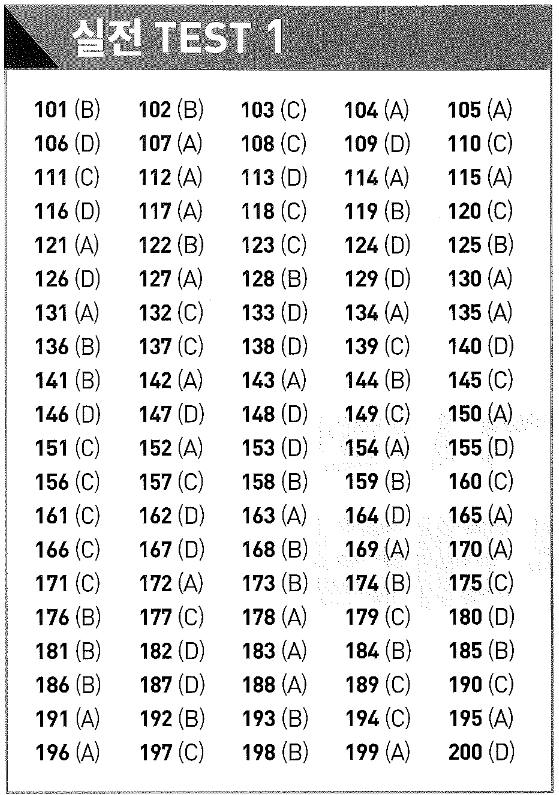 실전 TEST 1
101 (B) 102 (B) 103 (C) 104 (A) 105 (A)
106 (D) 107 (A) 108 (C) 109 (D) 110 (C)
111 (C) 112 (A) 113 (D) 114 (A) 115 (A)
116 (D) 117 (A) 118 (C) 119 (B) 120 (C)
121 (A) 122 (B) 123 (C) 124 (D) 125 (B)
126 (D) 127 (A) 128 (B) 129 (D) 130 (A)
131 (A) 132 (C) 133 (D) 134 (A) 135 (A)
136 (B) 137 (C) 138 (D) 139 (C) 140 (D)
141 (B) 142 (A) 143 (A) 144 (B) 145 (C)
146 (D) 147 (D) 148 (D) 149 (C) 150 (A)
151 (C) 152 (A) 153 (D) 154 (A) 155 (D)
156 (C) 157 (C) 158 (B) 159 (B) 160 (C)
161 (C) 162 (D) 163 (A) 164 (D) 165 (A)
166 (C) 167 (D) 168 (B) 169 (A) 170 (A)
171 (C) 172 (A) 173 (B) 174 (B) 175 (C)
176 (B) 177 (C) 178 (A) 179 (C) 180 (D)
181 (B) 182 (D) 183 (A) 184 (B) 185 (B)
186 (B) 187 (D) 188 (A) 189 (C) 190 (C)
191 (A) 192 (B) 193 (B) 194 (C) 195 (A)
196 (A) 197 (C) 198 (B) 199 (A) 200 (D)